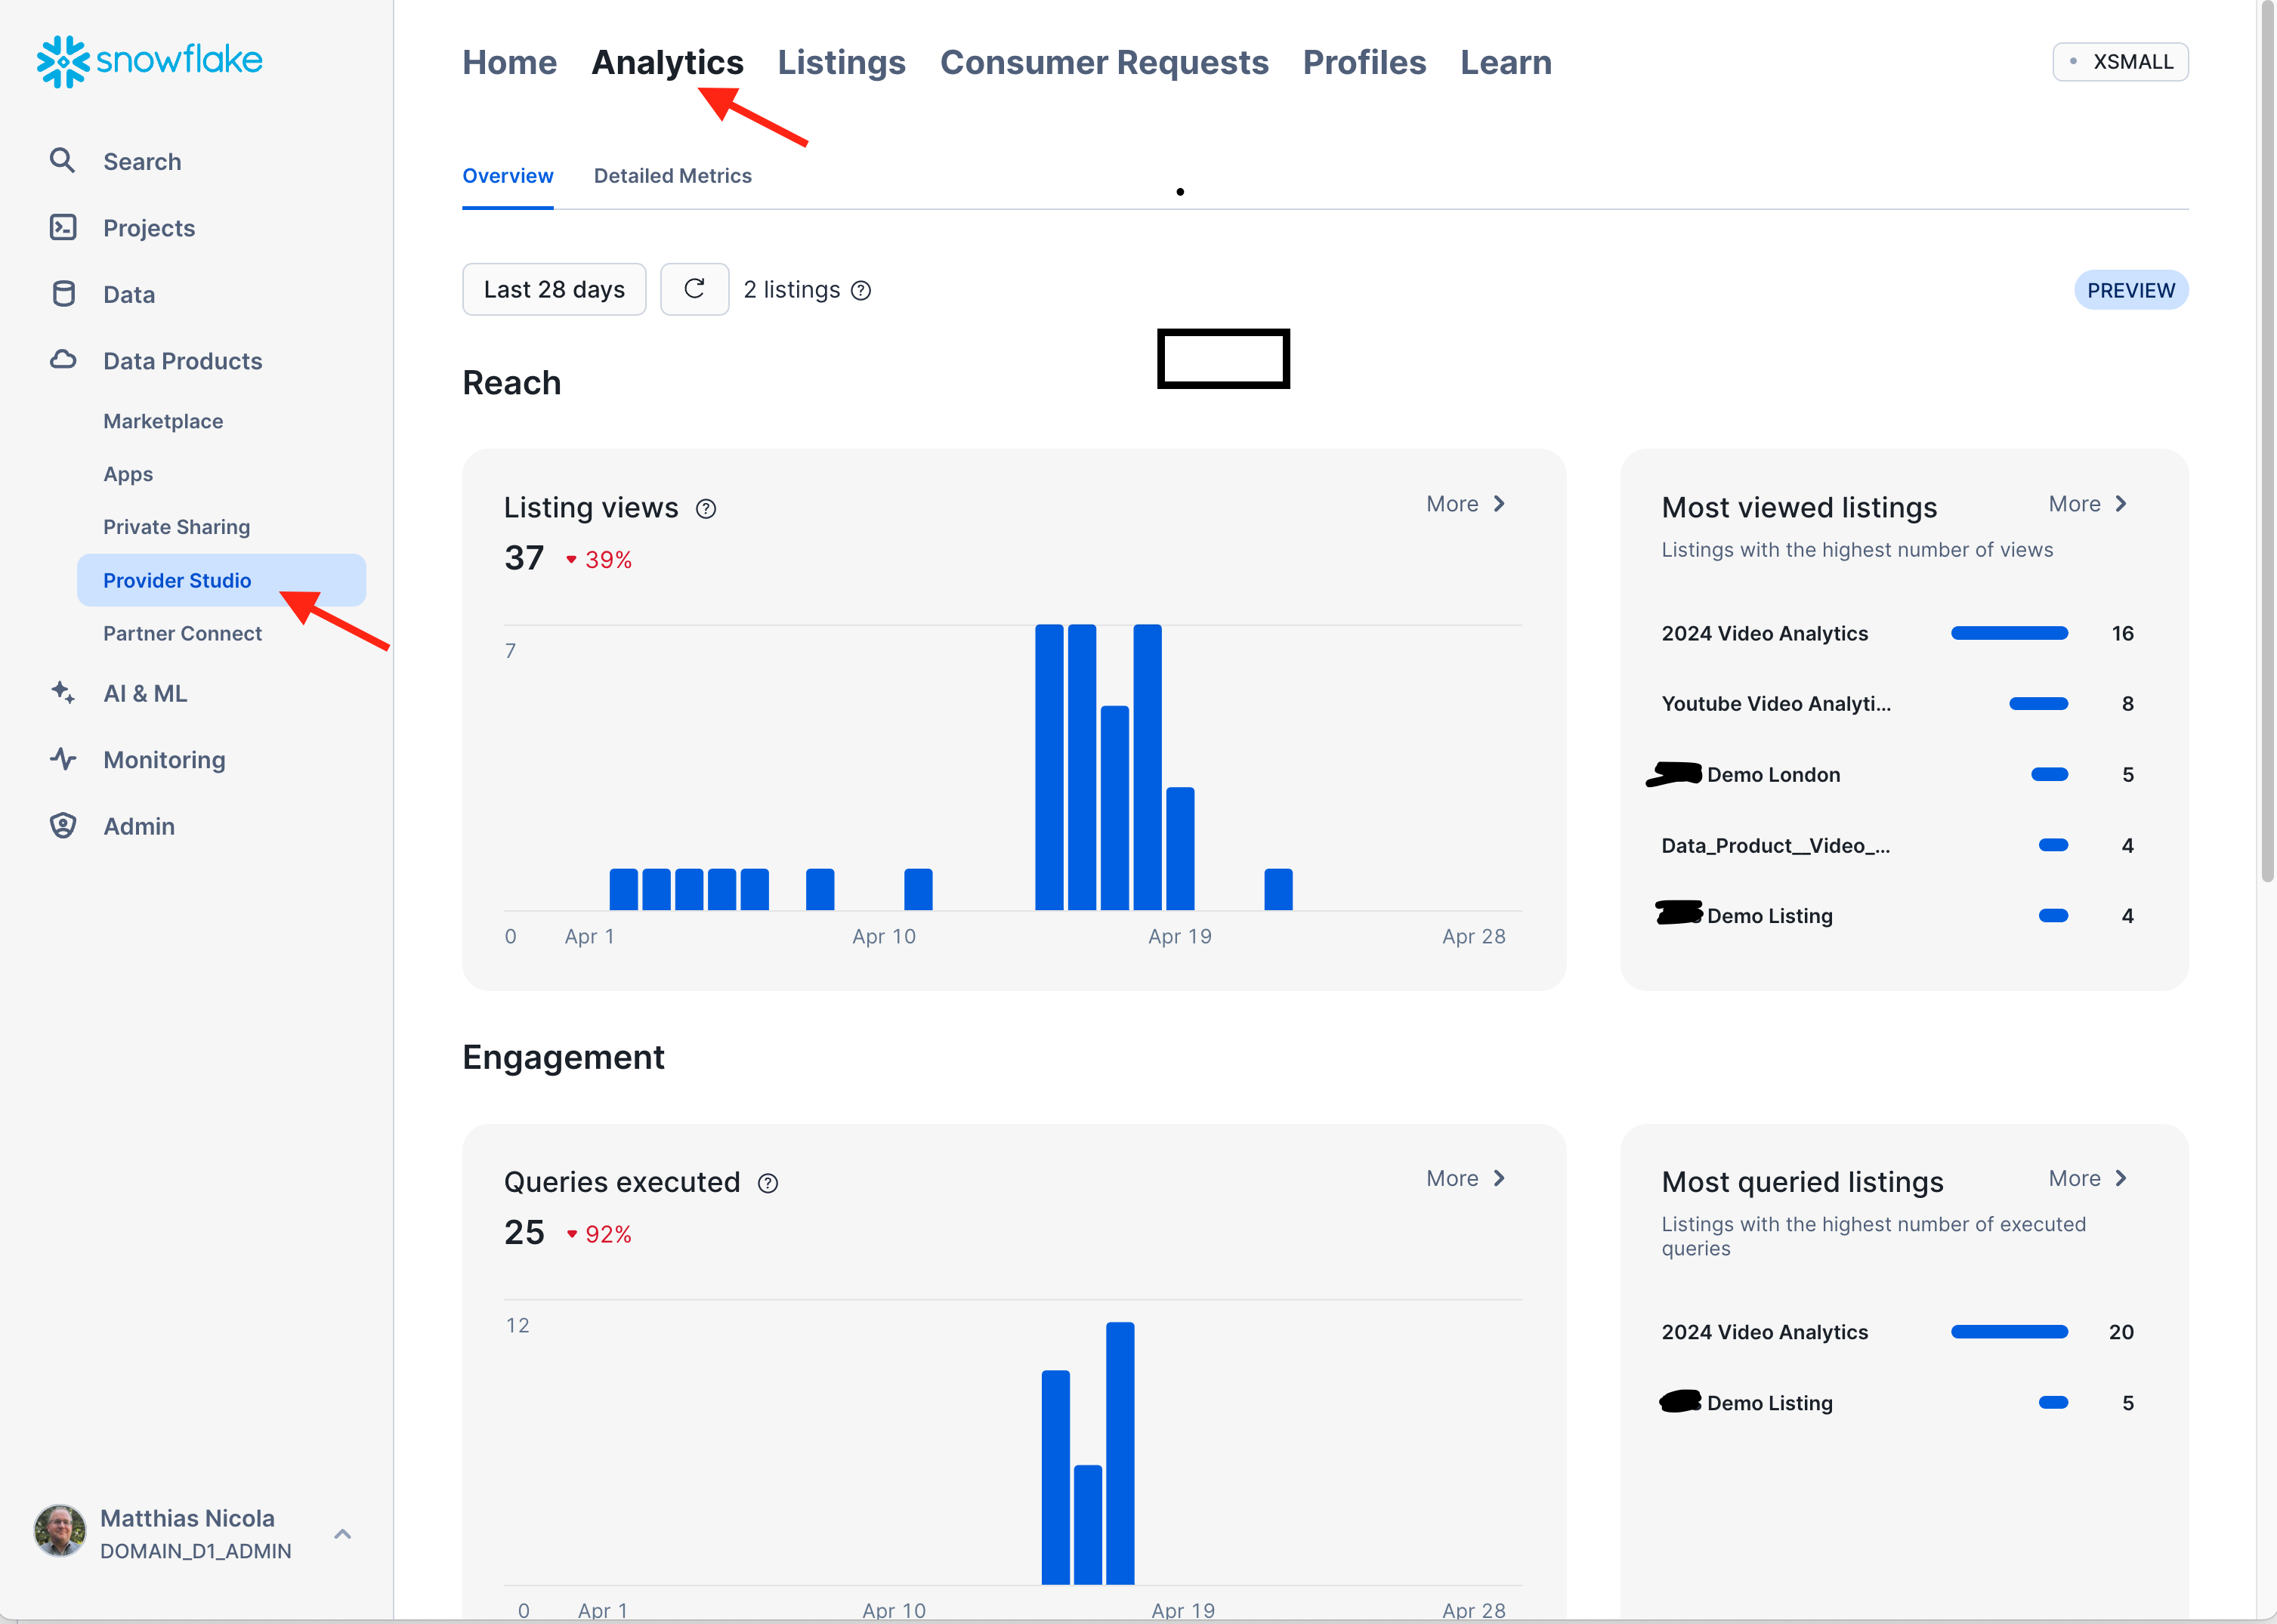 snowflake
Search
Projects
Data
Data Products
Marketplace
Apps
Private Sharing
Provider Studio
Partner Connect
AI & ML
Monitoring
Admin
Matthias Nicola
DOMAIN_D1_ADMIN
Home Analytics Listings Consumer Requests Profiles Learn
XSMALL
Overview Detailed Metrics
Last 28 days 2 listings
PREVIEW
Reach
Listing views More
37 39%
7
0 Apr 1 Apr 10 Apr 19 Apr 28
Most viewed listings More
Listings with the highest number of views
2024 Video Analytics 16
Youtube Video Analyti... 8
Demo London 5
Data_Product__Video_... 4
Demo Listing 4
Engagement
Queries executed More
25 92%
12
0 Apr 1 Apr 10 Apr 19 Apr 28
Most queried listings More
Listings with the highest number of executed
queries
2024 Video Analytics 20
Demo Listing 5